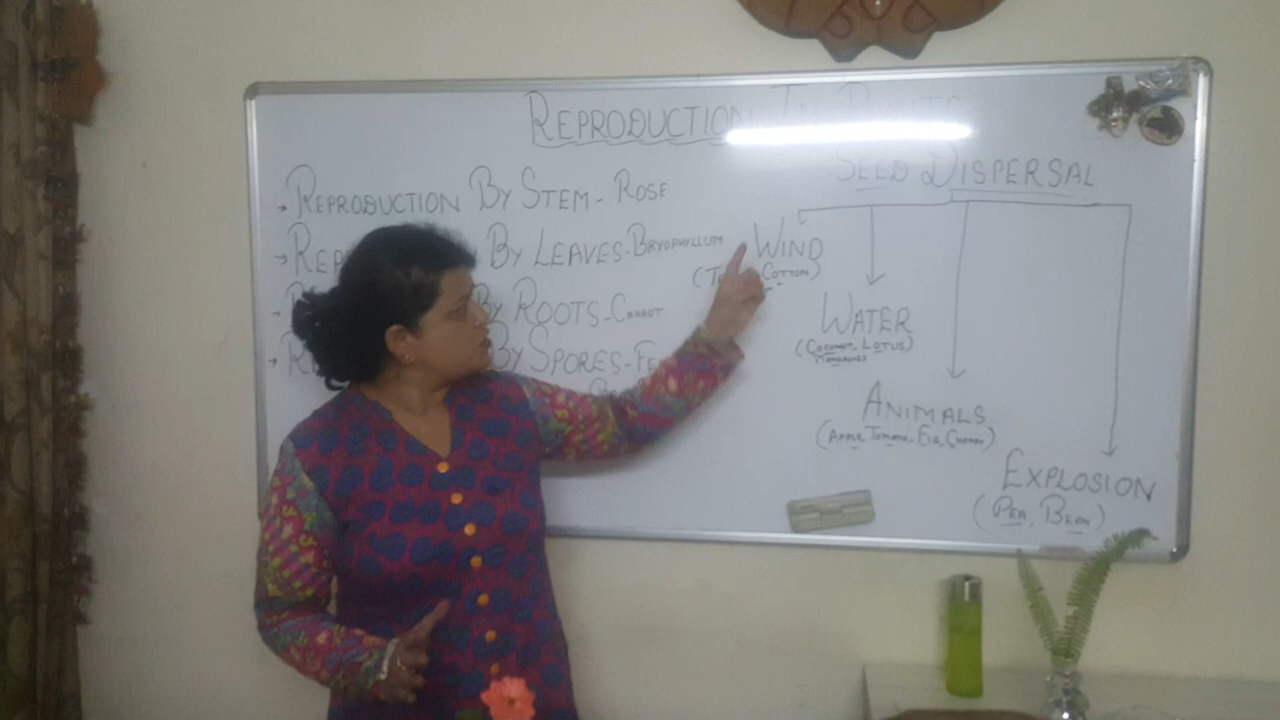 REPRODUCTION IN
SEED DISPERSAL
→ REPRODUCTION BY STEM - ROSE
→ BY LEAVES - BRYOPHYLLUM
BY ROOTS - CARROT
→ BY SPORES -
WIND
COTTON)
WATER
(COCONUT, LOTUS)
ANIMALS
(APPLE, TOMATO, FIG, CHERRY)
EXPLOSION
(PEA, BEAN)